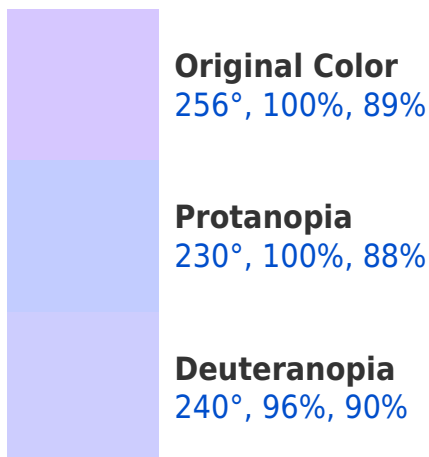 Original Color
256°, 100%, 89%
Protanopia
230°, 100%, 88%
Deuteranopia
240°, 96%, 90%